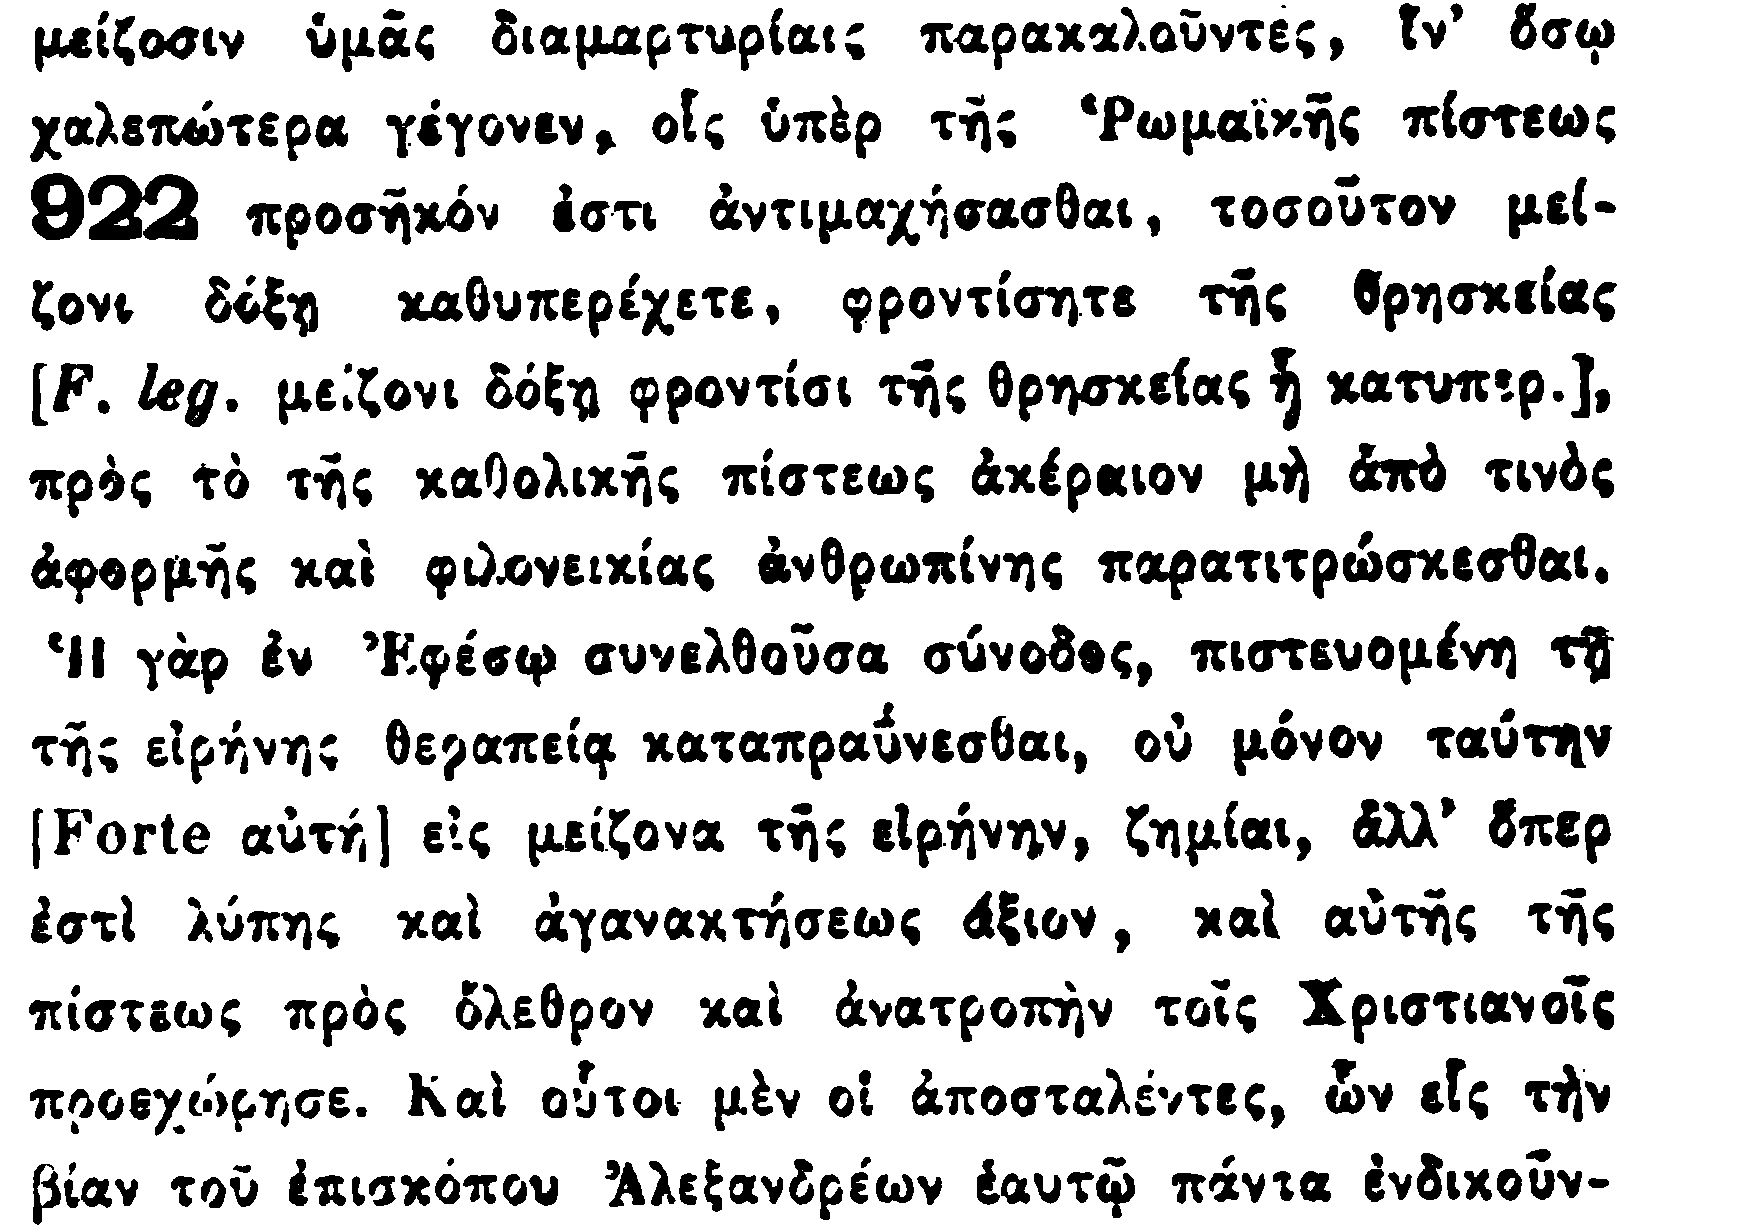 μείζοσιν ὑμᾶς διαμαρτυρίαις παρακαλοῦντες, ἵν’ ὅσῳ
χαλεπώτερα γέγονεν, οἷς ὑπὲρ τῆς Ῥωμαϊκῆς πίστεως
922 προσῆκόν ἐστι ἀντιμαχήσασθαι, τοσοῦτον μεί-
ζονι δόξῃ καθυπερέχετε, φροντίσητε τῆς θρησκείας
[F. leg. μείζονι δόξῃ φροντίσι τῆς θρησκείας ᾖ κατυπερ.],
πρὸς τὸ τῆς καθολικῆς πίστεως ἀκέραιον μὴ ἀπὸ τινὸς
ἀφορμῆς καὶ φιλονεικίας ἀνθρωπίνης παρατιτρώσκεσθαι.
Ἡ γὰρ ἐν Ἐφέσῳ συνελθοῦσα σύνοδος, πιστευομένη τῇ
τῆς εἰρήνης θεραπείᾳ καταπραΰνεσθαι, οὐ μόνον ταύτην
[Forte αὐτή] εἰς μείζονα τῆς εἰρήνην, ζημίαι, ἀλλ’ ὅπερ
ἐστὶ λύπης καὶ ἀγανακτήσεως ἄξιον, καὶ αὐτῆς τῆς
πίστεως πρὸς ὄλεθρον καὶ ἀνατροπὴν τοῖς Χριστιανοῖς
προεχώρησε. Καὶ οὗτοι μὲν οἱ ἀποσταλέντες, ὧν εἷς τὴν
βίαν τοῦ ἐπισκόπου Ἀλεξανδρέων ἑαυτῷ πάντα ἐνδικοῦν-